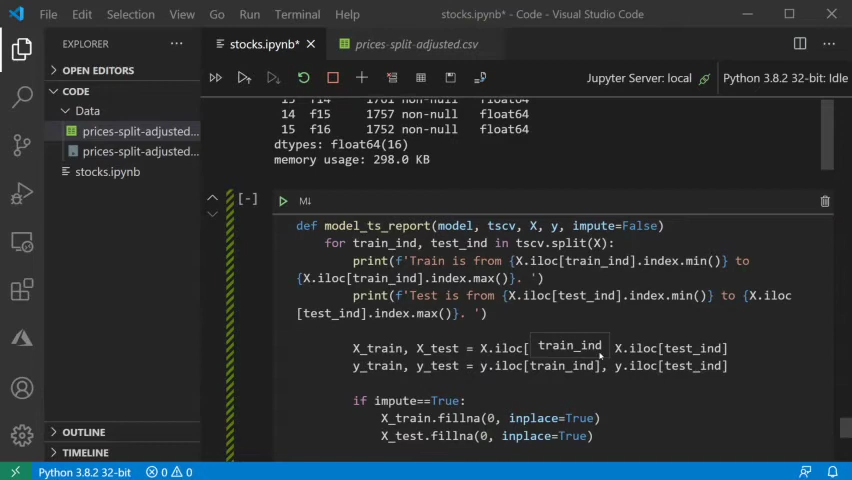 File Edit Selection View Go Run Terminal Help stocks.ipynb* - Code - Visual Studio Code
EXPLORER
stocks.ipynb*
prices-split-adjusted.csv
OPEN EDITORS
CODE
Data
prices-split-adjusted...
prices-split-adjusted...
stocks.ipynb
OUTLINE
TIMELINE
Jupyter Server: local Python 3.8.2 32-bit: Idle
14 f15 1757 non-null float64
15 f16 1752 non-null float64
dtypes: float64(16)
memory usage: 298.0 KB
[-]
M↓
def model_ts_report(model, tscv, X, y, impute=False)
for train_ind, test_ind in tscv.split(X):
print(f'Train is from {X.iloc[train_ind].index.min()} to
{X.iloc[train_ind].index.max()}. ')
print(f'Test is from {X.iloc[test_ind].index.min()} to {X.iloc
[test_ind].index.max()}. ')
X_train, X_test = X.iloc[ train_ind X.iloc[test_ind]
y_train, y_test = y.iloc[train_ind], y.iloc[test_ind]
if impute==True:
X_train.fillna(0, inplace=True)
X_test.fillna(0, inplace=True)
Python 3.8.2 32-bit 0 0